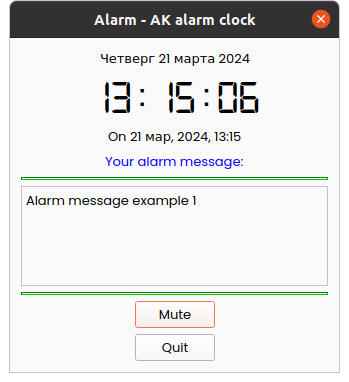 Alarm - AK alarm clock
Четверг 21 марта 2024
13: 15:06
On 21 мар, 2024, 13:15
Your alarm message:
Alarm message example 1
Mute
Quit